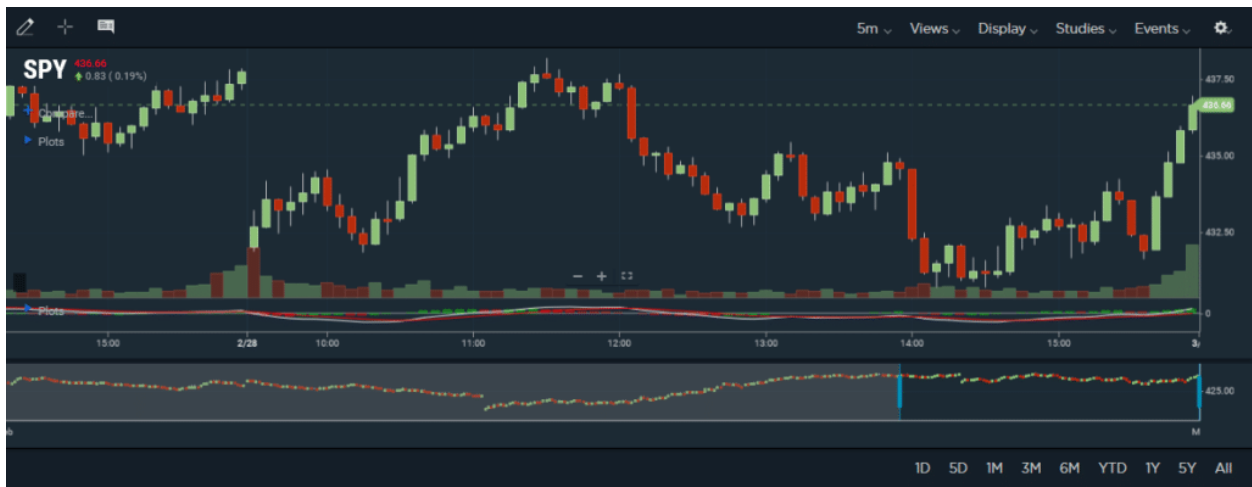 5m Views Display Studies Events
SPY 436.66
0.83 ( 0.19%)
Compare...
Plots
437.50
436.66
435.00
432.50
Plots
0
15:00 2/28 10:00 11:00 12:00 13:00 14:00 15:00 3/
425.00
M
1D 5D 1M 3M 6M YTD 1Y 5Y All